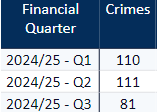 Financial Quarter Crimes
2024/25 - Q1 110
2024/25 - Q2 111
2024/25 - Q3 81